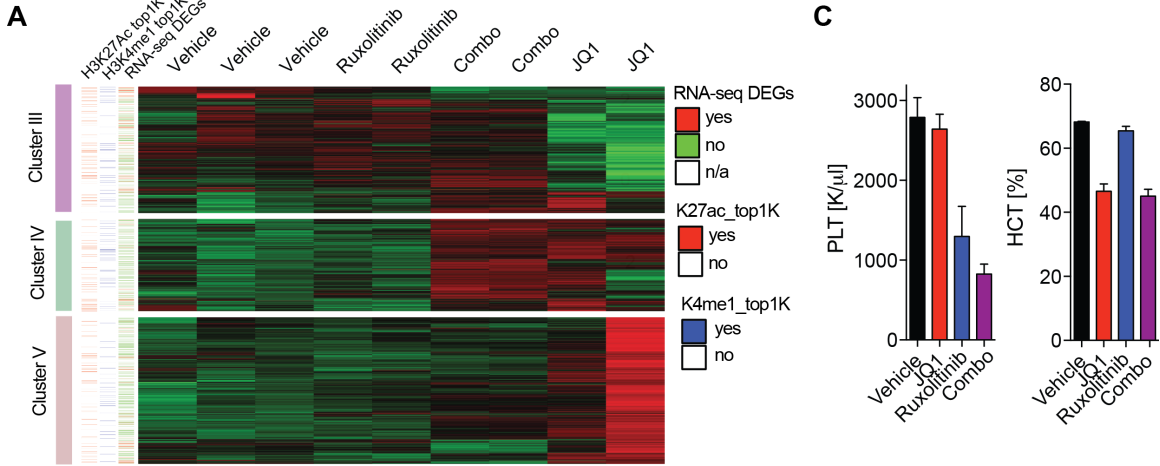 A
H3K27Ac top1K
H3K4me1 top1K
RNA-seq DEGs
Vehicle
Vehicle
Vehicle
Ruxolitinib
Ruxolitinib
Combo
Combo
JQ1
JQ1
Cluster III
Cluster IV
Cluster V
RNA-seq DEGs
yes
no
n/a
K27ac_top1K
yes
no
K4me1_top1K
yes
no
C
PLT [K/µl]
3000
2000
1000
0
Vehicle
JQ1
Ruxolitinib
Combo
HCT [%]
80
60
40
20
0
Vehicle
JQ1
Ruxolitinib
Combo